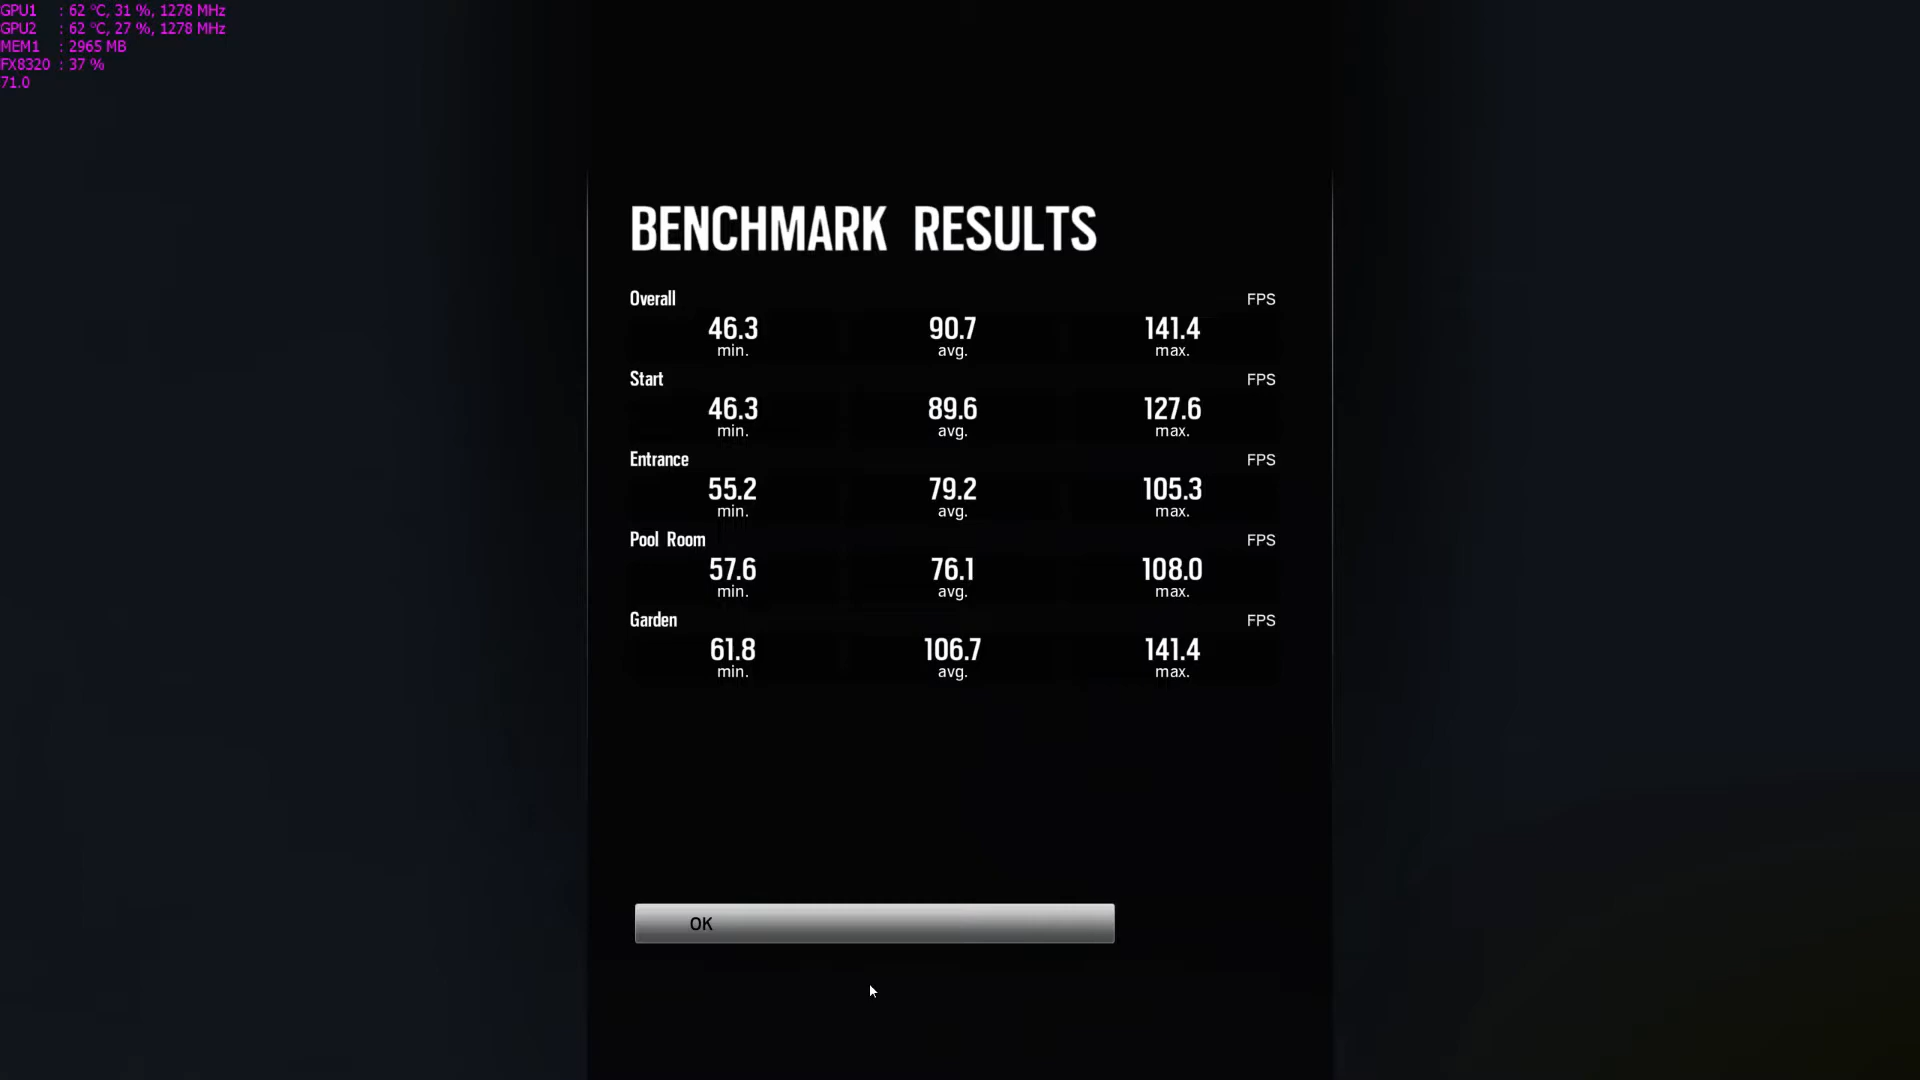 GPU1 : 62 °C, 31 %, 1278 MHz
GPU2 : 62 °C, 27 %, 1278 MHz
MEM1 : 2965 MB
FX8320 : 37 %
71.0
BENCHMARK RESULTS
Overall FPS
46.3 90.7 141.4
min. avg. max.
Start FPS
46.3 89.6 127.6
min. avg. max.
Entrance FPS
55.2 79.2 105.3
min. avg. max.
Pool Room FPS
57.6 76.1 108.0
min. avg. max.
Garden FPS
61.8 106.7 141.4
min. avg. max.
OK